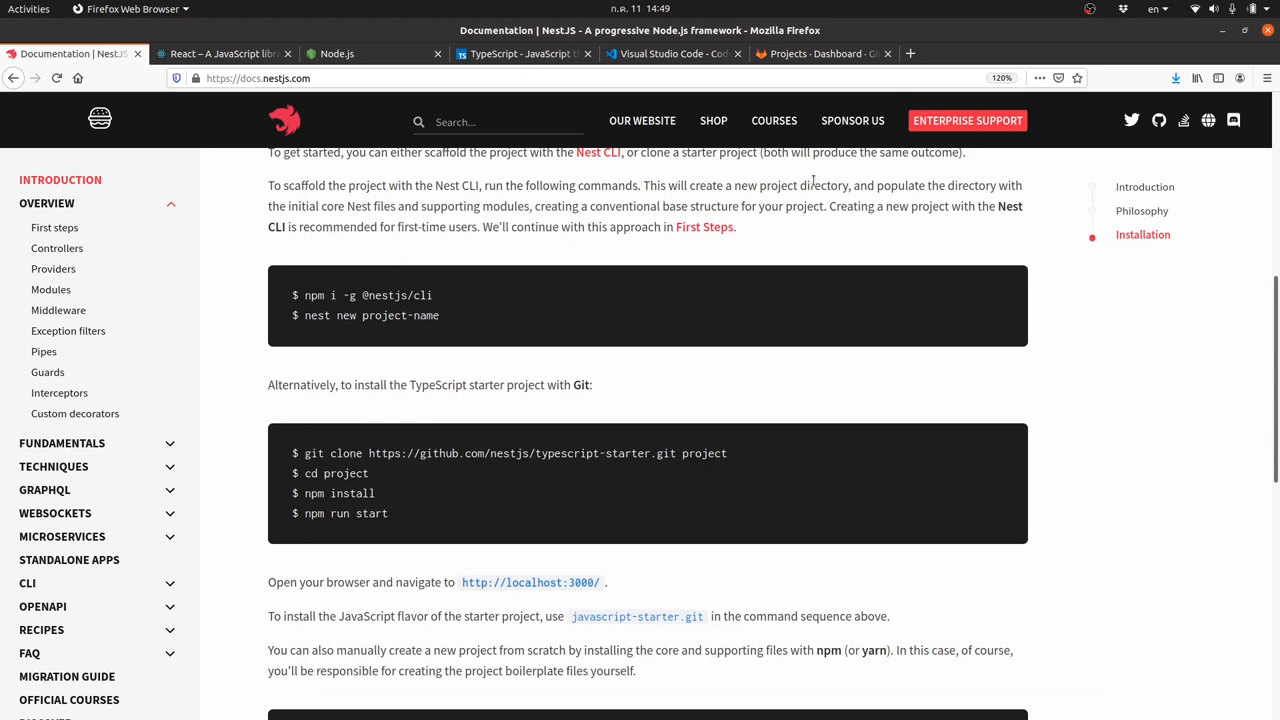 Activities
Firefox Web Browser
ก.ค. 11 14:49
en
Documentation | NestJS - A progressive Node.js framework - Mozilla Firefox
Documentation | NestJS
React – A JavaScript libra
Node.js
TypeScript - JavaScript th
Visual Studio Code - Cod
Projects · Dashboard · Git
https://docs.nestjs.com
120%
Search...
OUR WEBSITE
SHOP
COURSES
SPONSOR US
ENTERPRISE SUPPORT
INTRODUCTION
OVERVIEW
First steps
Controllers
Providers
Modules
Middleware
Exception filters
Pipes
Guards
Interceptors
Custom decorators
FUNDAMENTALS
TECHNIQUES
GRAPHQL
WEBSOCKETS
MICROSERVICES
STANDALONE APPS
CLI
OPENAPI
RECIPES
FAQ
MIGRATION GUIDE
OFFICIAL COURSES
To get started, you can either scaffold the project with the Nest CLI, or clone a starter project (both will produce the same outcome).
To scaffold the project with the Nest CLI, run the following commands. This will create a new project directory, and populate the directory with
the initial core Nest files and supporting modules, creating a conventional base structure for your project. Creating a new project with the Nest
CLI is recommended for first-time users. We'll continue with this approach in First Steps.
$ npm i -g @nestjs/cli
$ nest new project-name
Alternatively, to install the TypeScript starter project with Git:
$ git clone https://github.com/nestjs/typescript-starter.git project
$ cd project
$ npm install
$ npm run start
Open your browser and navigate to http://localhost:3000/ .
To install the JavaScript flavor of the starter project, use javascript-starter.git in the command sequence above.
You can also manually create a new project from scratch by installing the core and supporting files with npm (or yarn). In this case, of course,
you'll be responsible for creating the project boilerplate files yourself.
Introduction
Philosophy
Installation